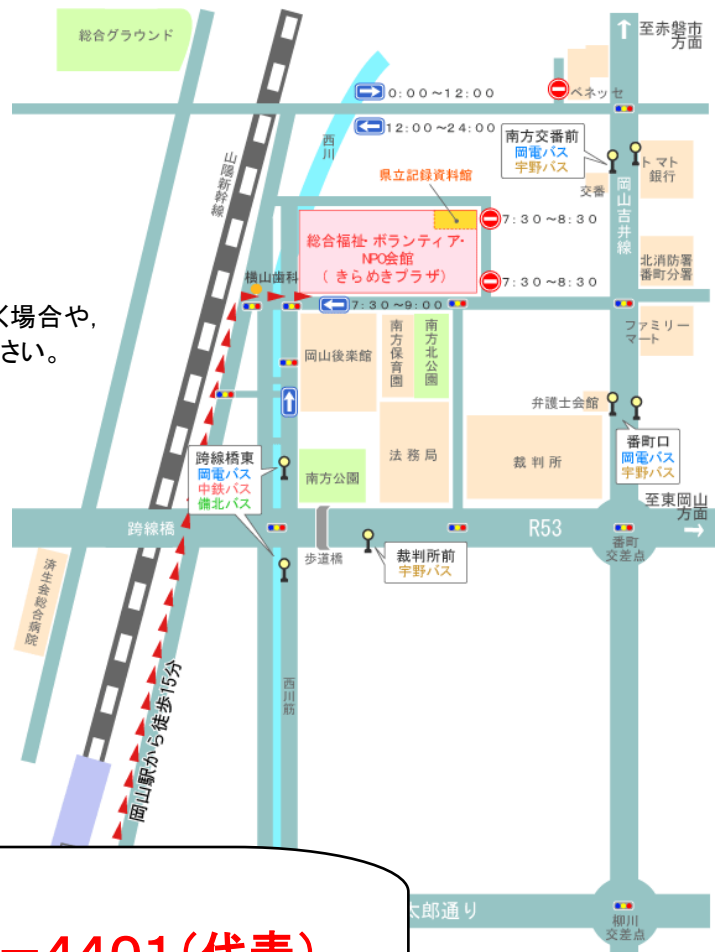 総合グラウンド
至赤磐市
方面
ベネッセ
0:00～12:00
12:00～24:00
西川
山陽新幹線
南方交番前
岡電バス
宇野バス
トマト
銀行
交番
岡山吉井線
県立記録資料館
7:30～8:30
総合福祉・ボランティア・
NPO会館
(きらめきプラザ)
北消防署
番町分署
横山歯科
7:30～8:30
7:30～9:00
く場合や,
さい。
岡山後楽館
南方保育園
南方北公園
ファミリー
マート
弁護士会館
番町口
岡電バス
宇野バス
跨線橋東
岡電バス
中鉄バス
備北バス
南方公園
法務局
裁判所
至東岡山
方面
跨線橋
R53
歩道橋
裁判所前
宇野バス
番町
交差点
済生会総合病院
西川筋
岡山駅から徒歩15分
太郎通り
柳川
交差点
－4401(代表)